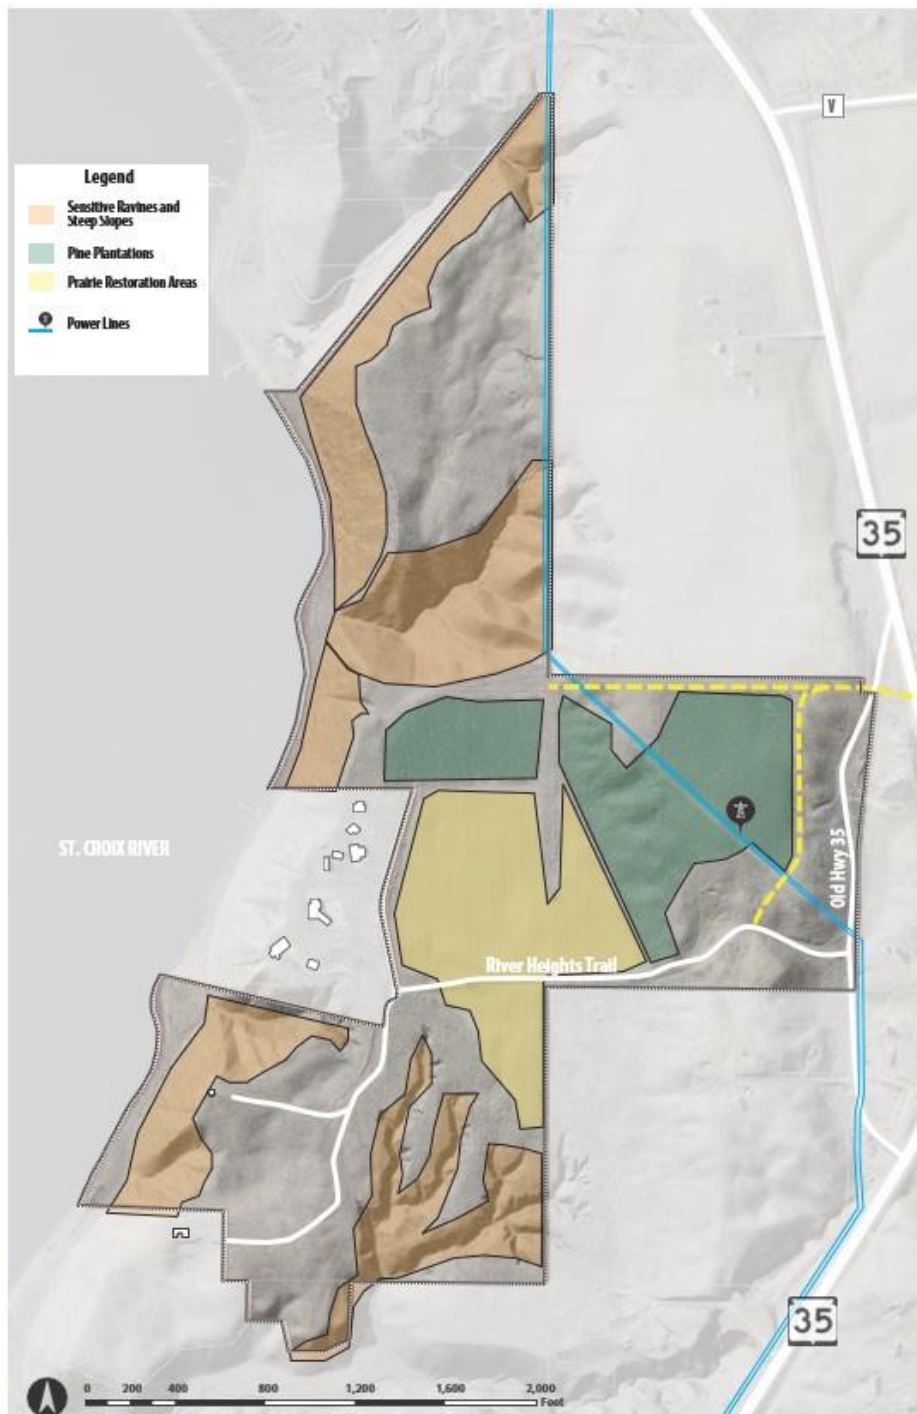 V
Legend
Sensitive Ravines and
Steep Slopes
Pine Plantations
Prairie Restoration Areas
Power Lines
35
ST. CROIX RIVER
Old Hwy 35
River Heights Trail
35
0 200 400 800 1,200 1,600 2,000
Feet